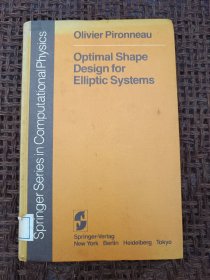 Springer Series in Computational Physics
Olivier Pironneau
Optimal Shape
Design for
Elliptic Systems
Springer-Verlag
New York Berlin Heidelberg Tokyo